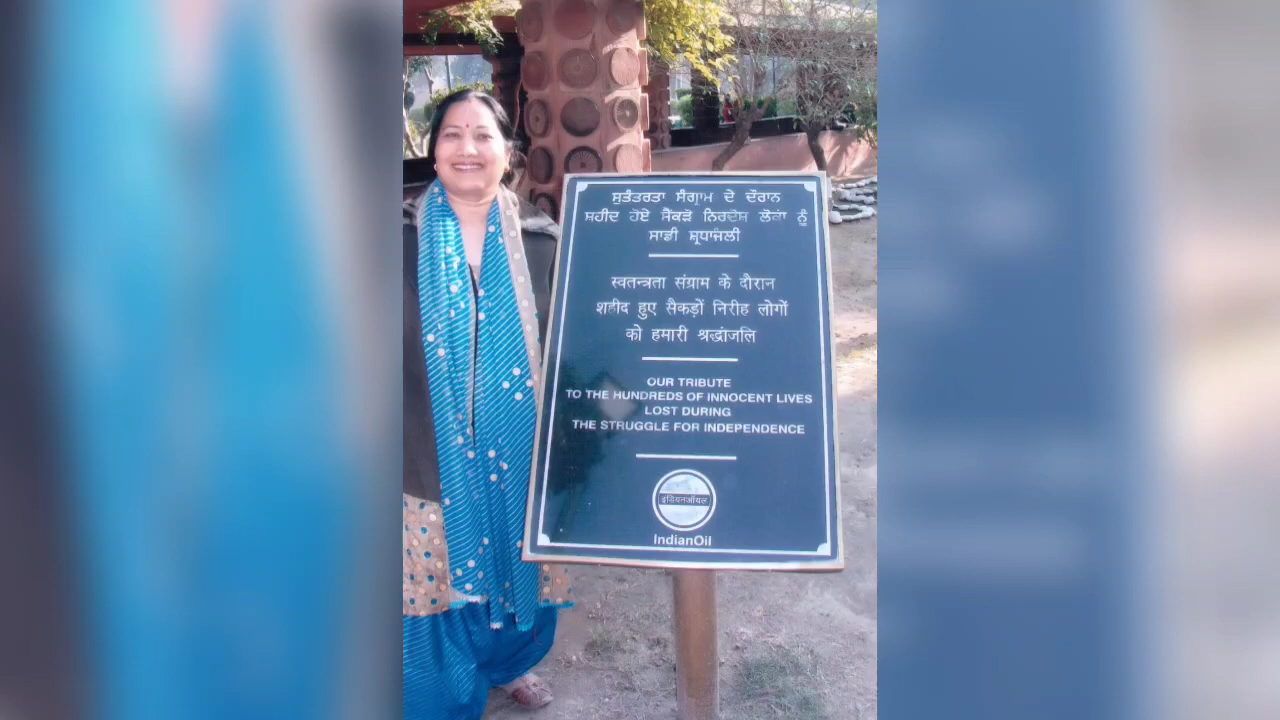 ਸੁਤੰਤਰਤਾ ਸੰਗ੍ਰਾਮ ਦੇ ਦੌਰਾਨ
ਸ਼ਹੀਦ ਹੋਏ ਸੈਂਕੜੇ ਨਿਰਦੋਸ਼ ਲੋਕਾਂ ਨੂੰ
ਸਾਡੀ ਸ਼੍ਰਧਾਂਜਲੀ
स्वतन्त्रता संग्राम के दौरान
शहीद हुए सैकड़ों निरीह लोगों
को हमारी श्रद्धांजलि
OUR TRIBUTE
TO THE HUNDREDS OF INNOCENT LIVES
LOST DURING
THE STRUGGLE FOR INDEPENDENCE
इंडियनऑयल
IndianOil